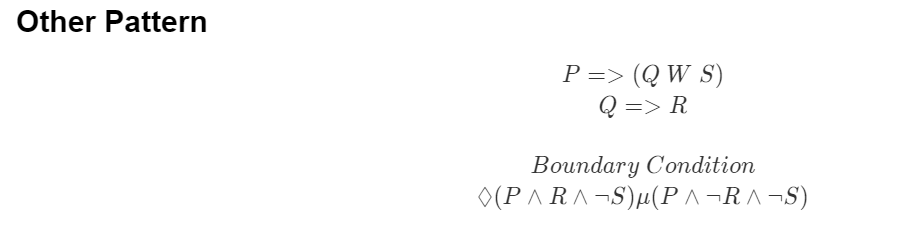 Other Pattern
P => (Q W S)
Q => R
Boundary Condition
◊(P ∧ R ∧ ¬S)μ(P ∧ ¬R ∧ ¬S)